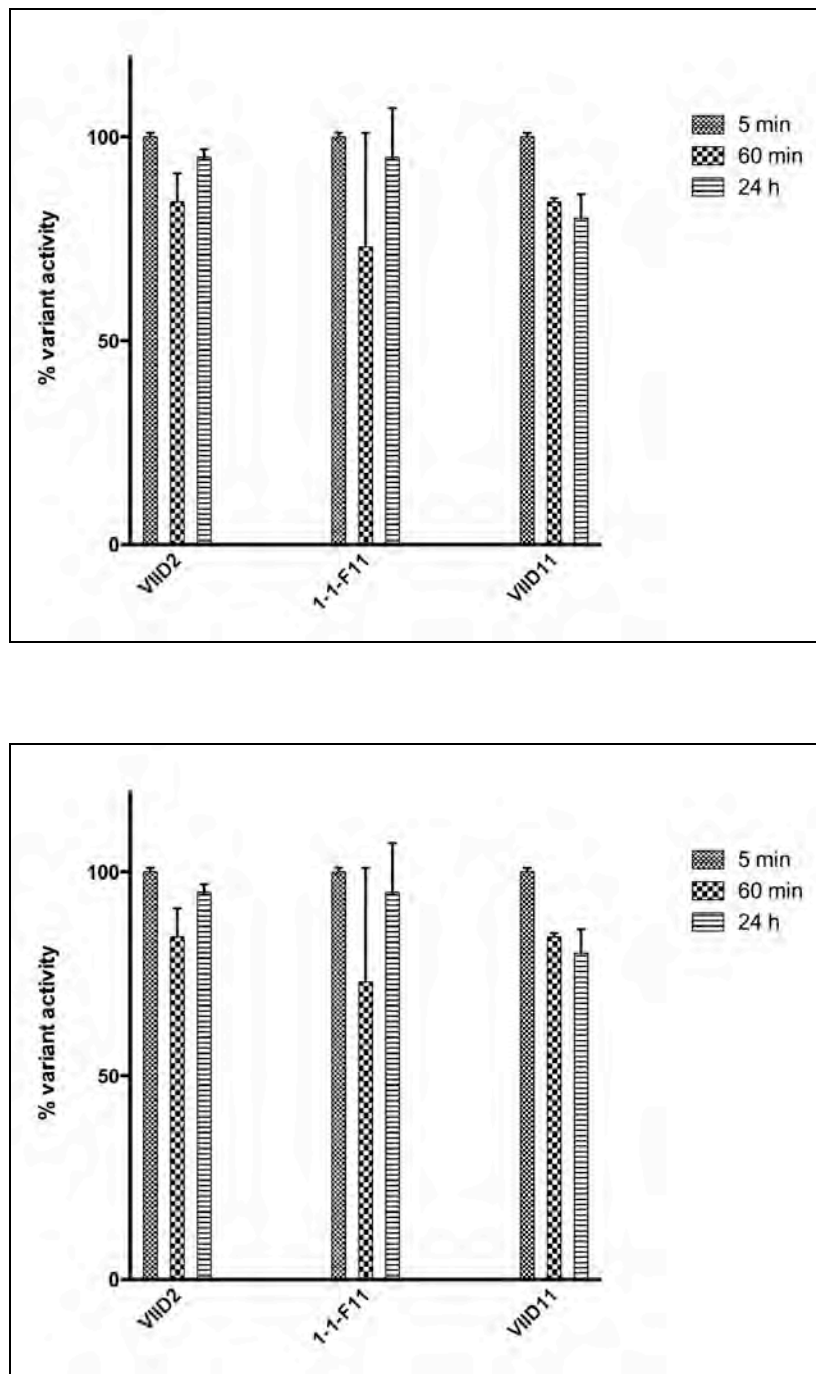 100
50
0
% variant activity
VIID2
1-1-F11
VIID11
5 min
60 min
24 h
100
50
0
% variant activity
VIID2
1-1-F11
VIID11
5 min
60 min
24 h